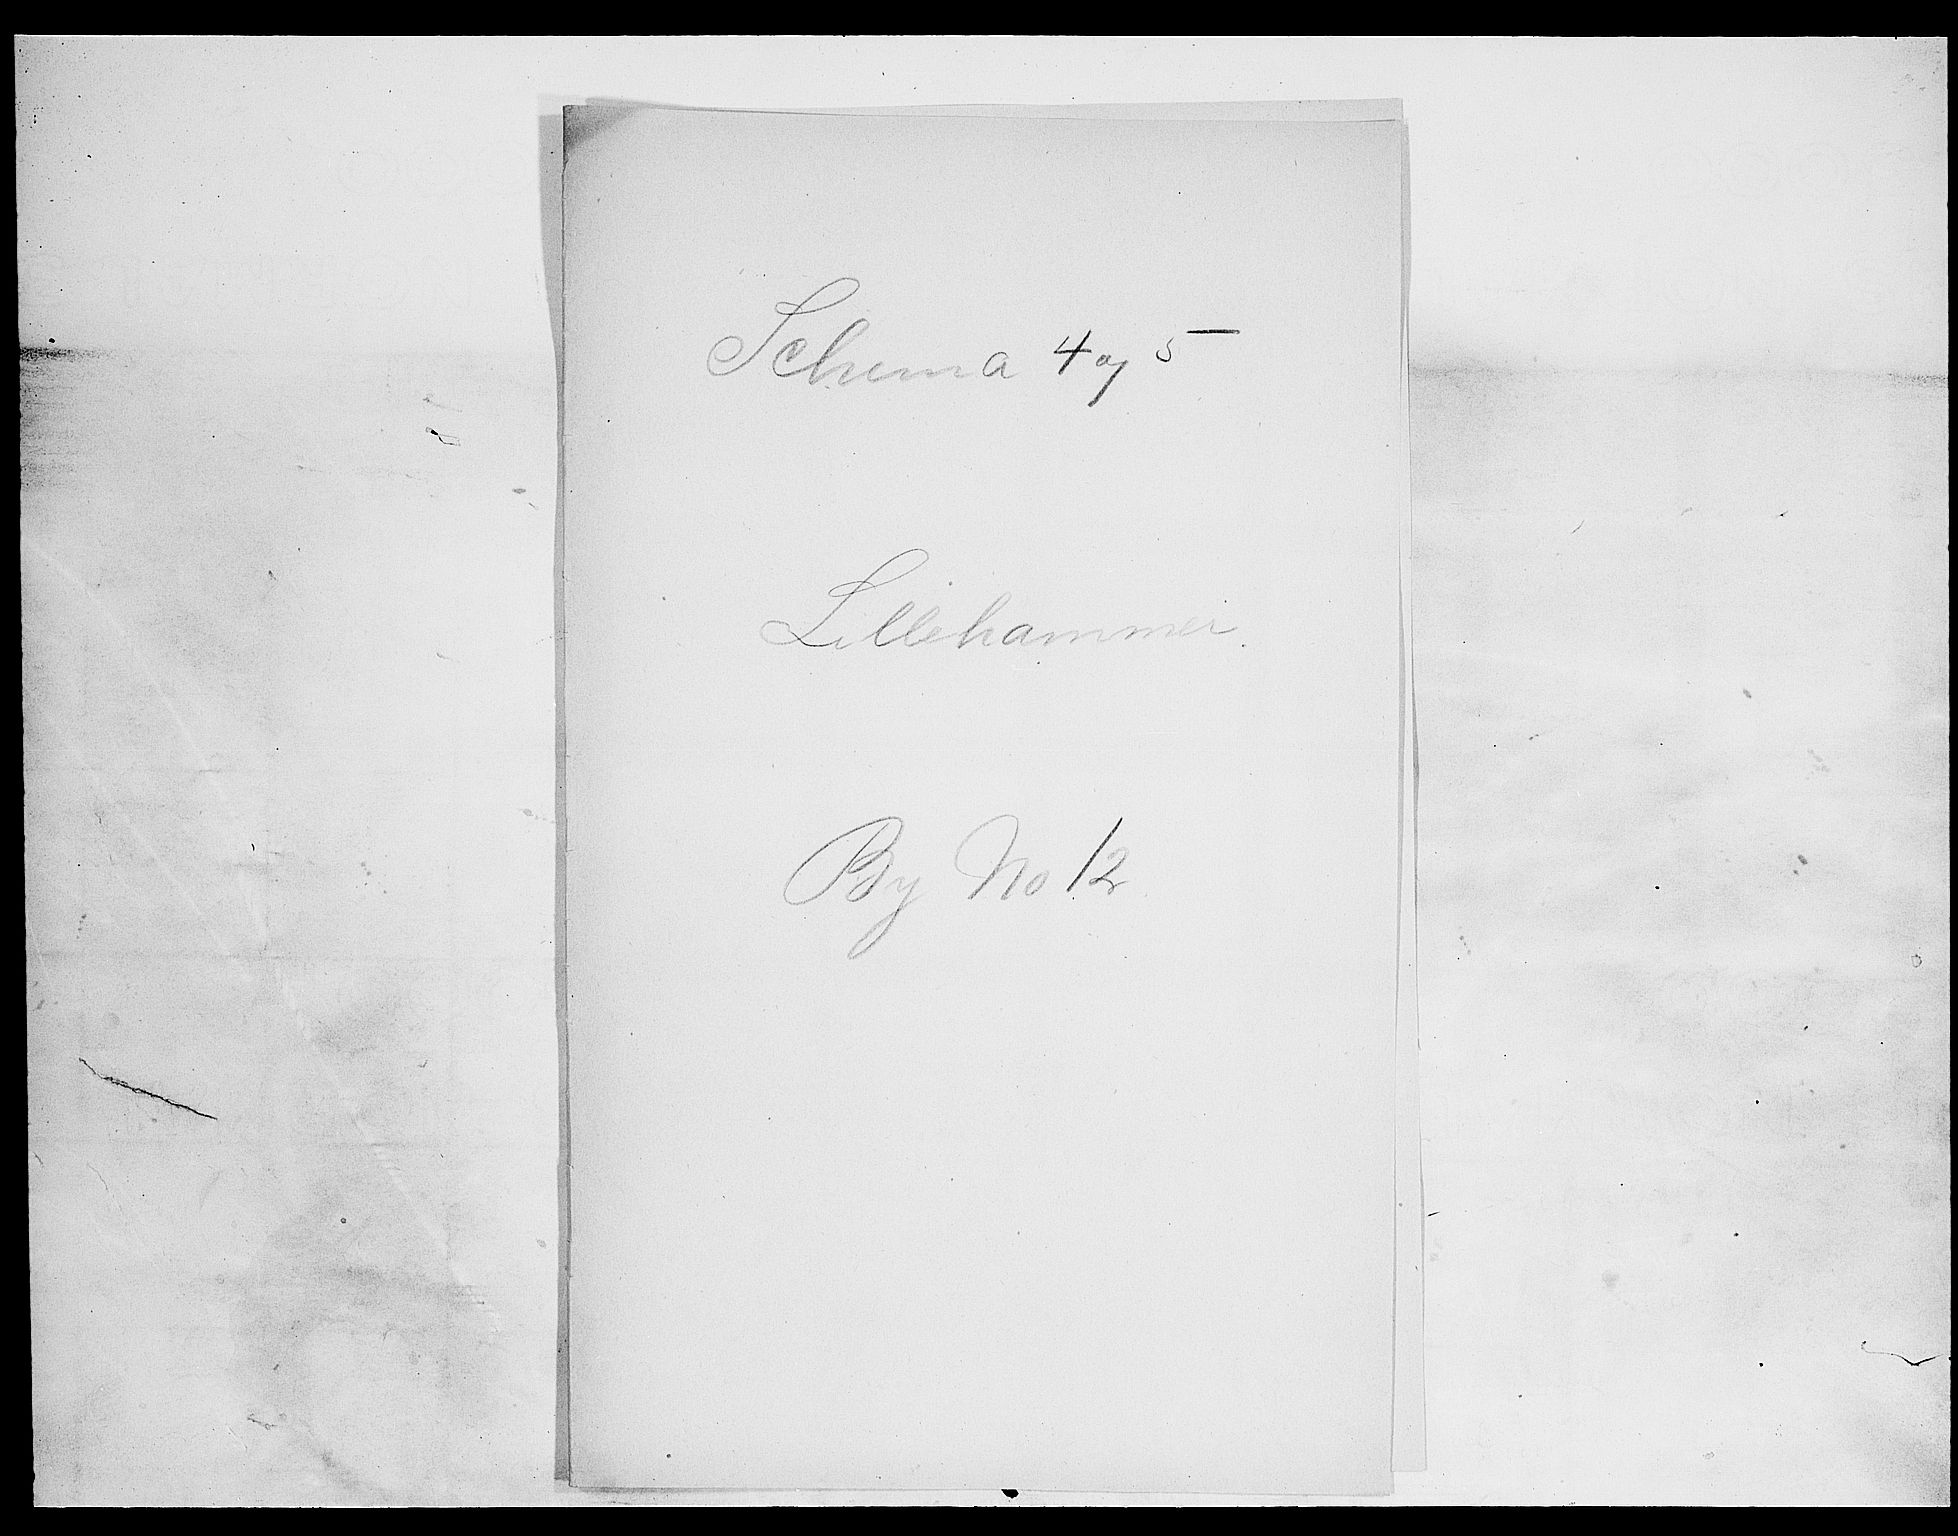 Schema 4 og 5
Lillehammer.
By No 12